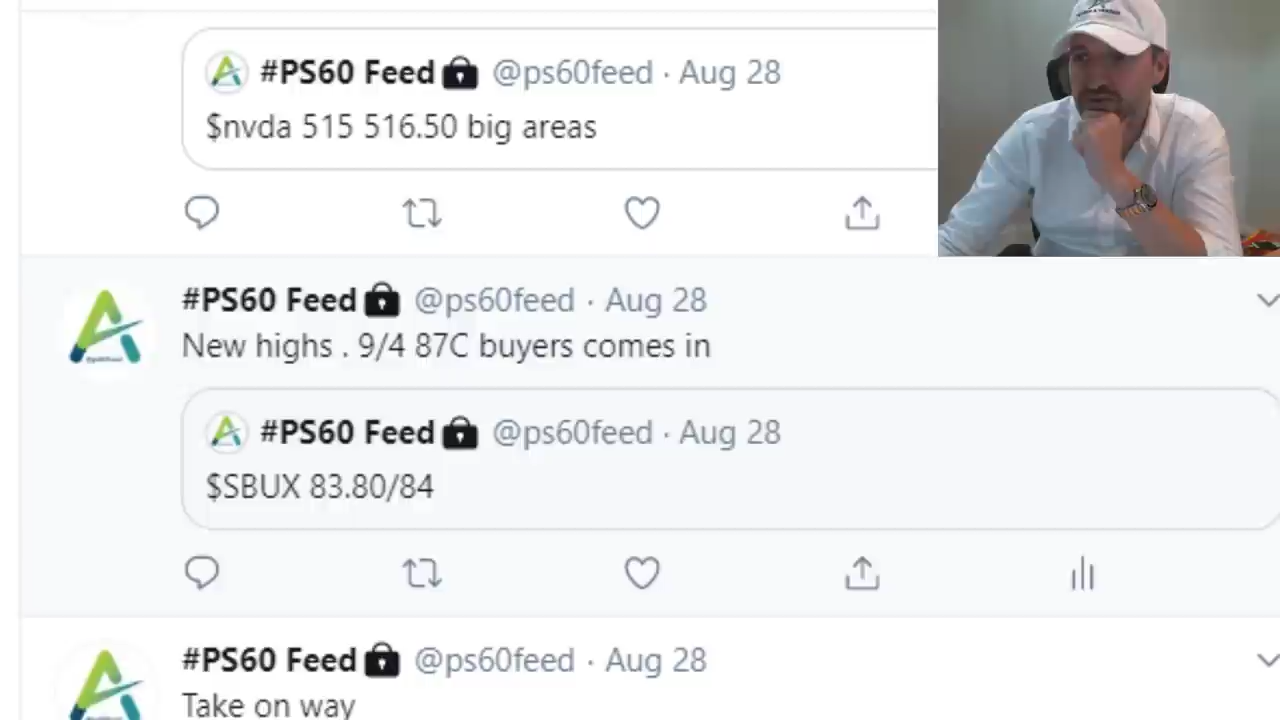 #PS60 Feed @ps60feed · Aug 28
$nvda 515 516.50 big areas
#PS60 Feed @ps60feed · Aug 28
New highs . 9/4 87C buyers comes in
#PS60 Feed @ps60feed · Aug 28
$SBUX 83.80/84
#PS60 Feed @ps60feed · Aug 28
Take on way